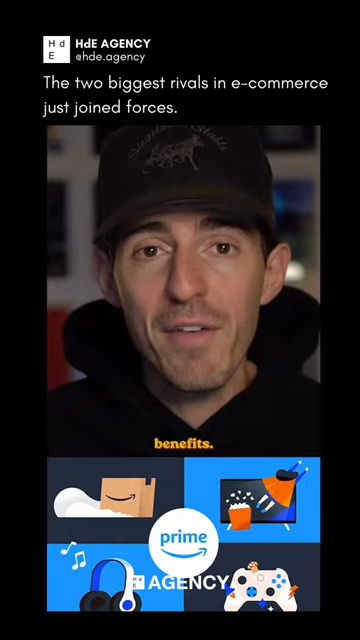 H d
E
HdE AGENCY
@hde.agency
The two biggest rivals in e-commerce
just joined forces.
benefits.
prime
AGENCY